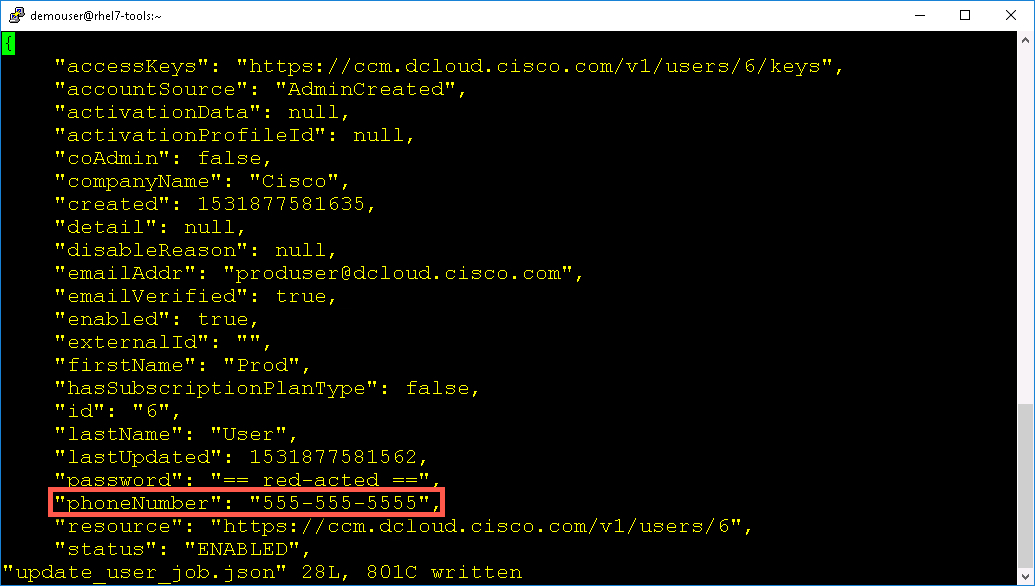 demouser@rhel7-tools:~
{
"accessKeys": "https://ccm.dcloud.cisco.com/v1/users/6/keys",
"accountSource": "AdminCreated",
"activationData": null,
"activationProfileId": null,
"coAdmin": false,
"companyName": "Cisco",
"created": 1531877581635,
"detail": null,
"disableReason": null,
"emailAddr": "produser@dcloud.cisco.com",
"emailVerified": true,
"enabled": true,
"externalId": "",
"firstName": "Prod",
"hasSubscriptionPlanType": false,
"id": "6",
"lastName": "User",
"lastUpdated": 1531877581562,
"password": "== red-acted ==",
"phoneNumber": "555-555-5555",
"resource": "https://ccm.dcloud.cisco.com/v1/users/6",
"status": "ENABLED",
"update_user_job.json" 28L, 801C written